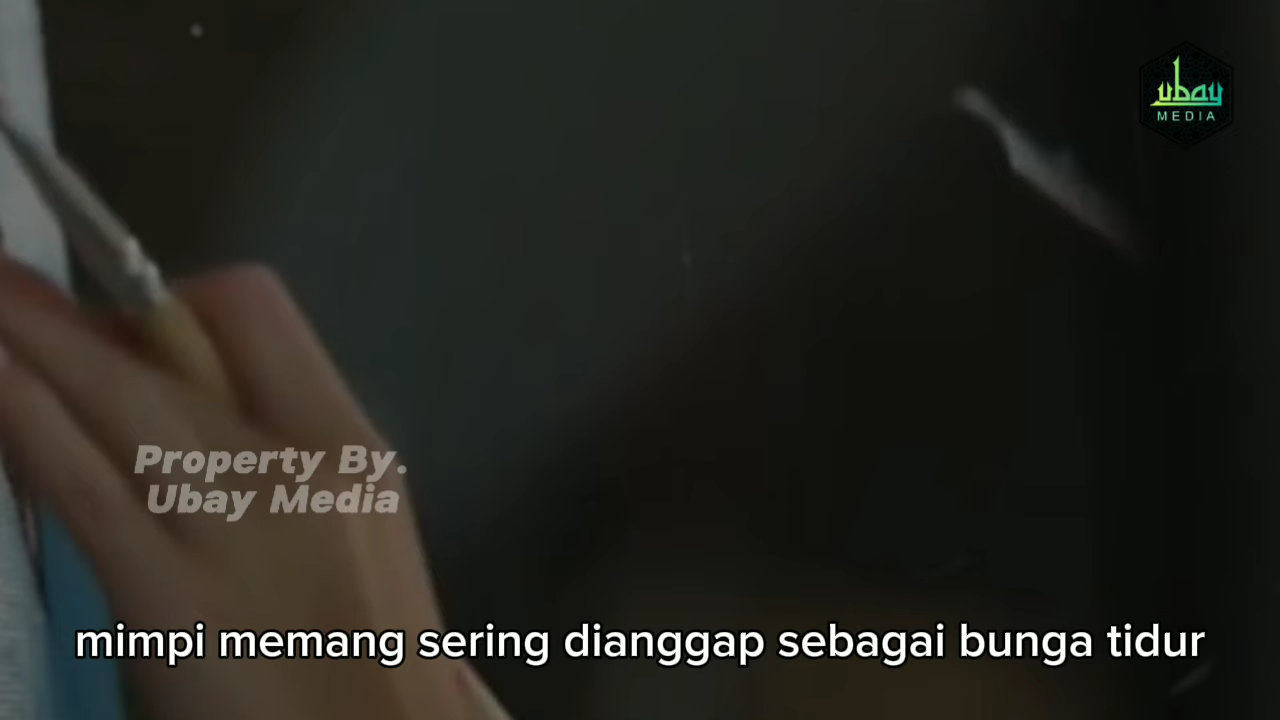 ubay
MEDIA
Property By.
Ubay Media
mimpi memang sering dianggap sebagai bunga tidur